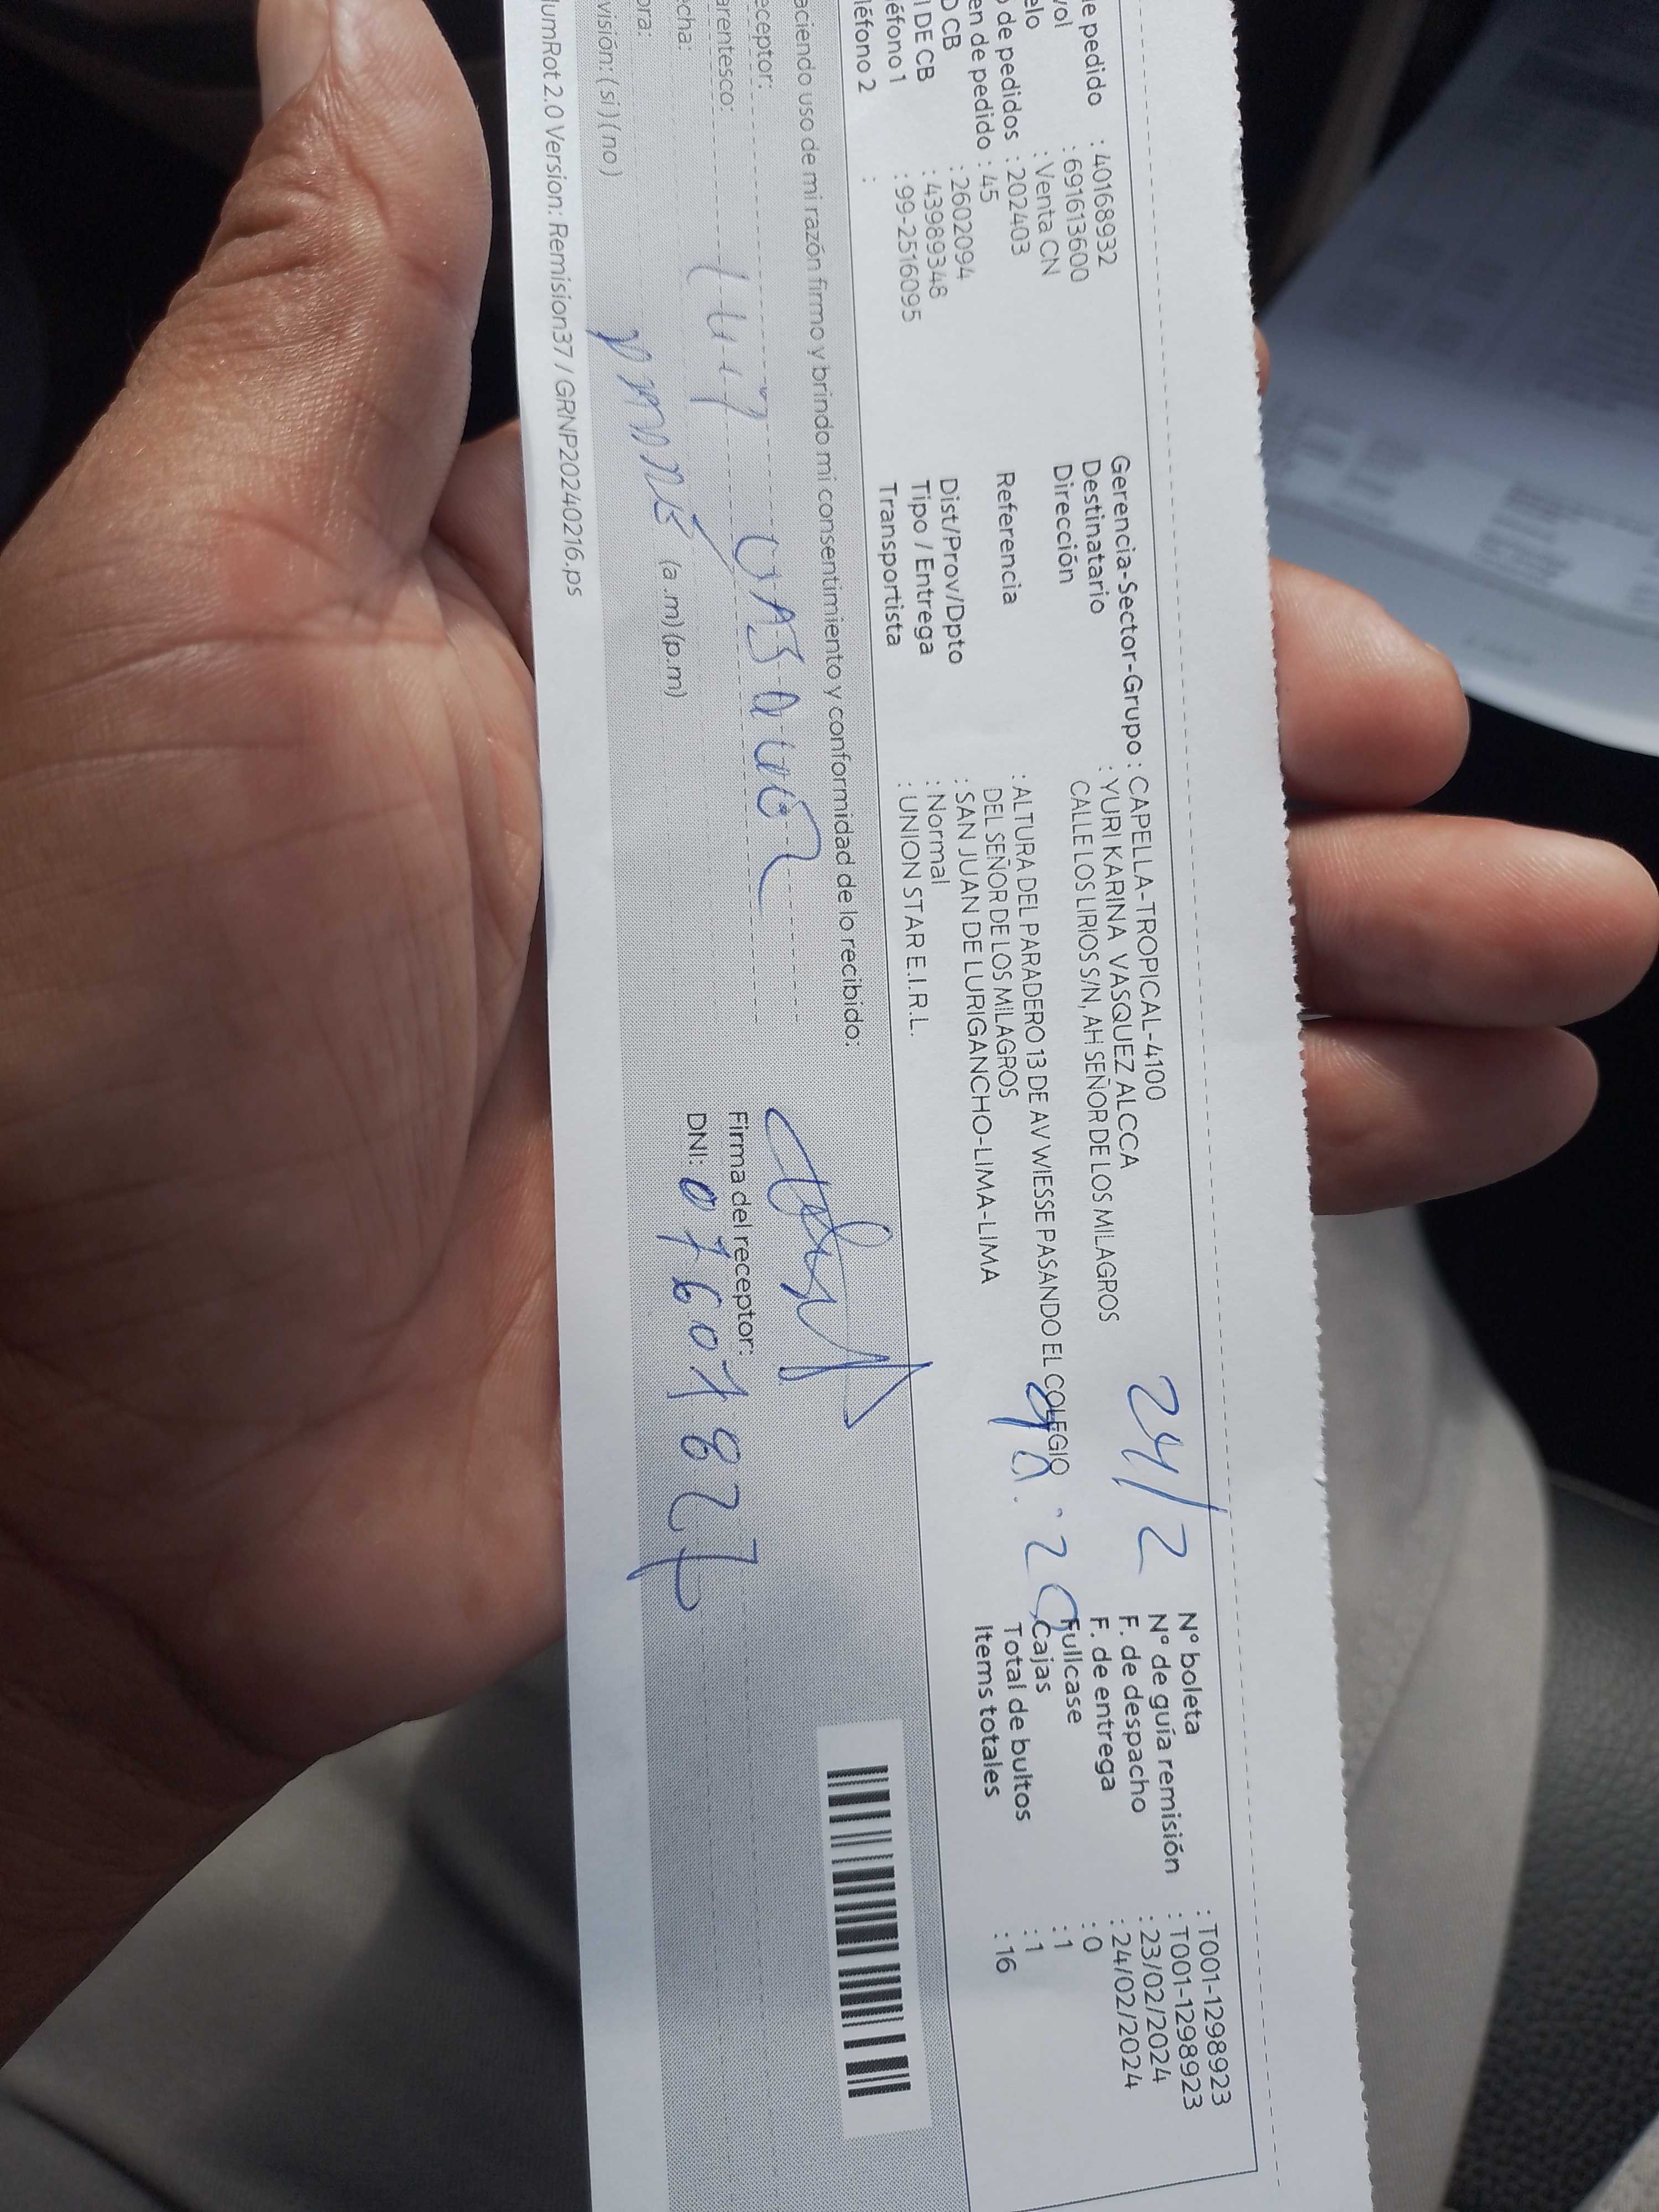 e pedido : 40168932
vol : 691613600
elo : Venta CN
o de pedidos : 202403
en de pedido : 45
D CB : 2602094
l DE CB : 43989348
léfono 1 : 99-2516095
léfono 2 :
Gerencia-Sector-Grupo : CAPELLA-TROPICAL-4100
Destinatario : YURI KARINA VASQUEZ ALCCA
Dirección CALLE LOS LIRIOS S/N, AH SEÑOR DE LOS MILAGROS
Referencia : ALTURA DEL PARADERO 13 DE AV WIESSE PASANDO EL COLEGIO
DEL SEÑOR DE LOS MILAGROS
Dist/Prov/Dpto : SAN JUAN DE LURIGANCHO-LIMA-LIMA
Tipo / Entrega : Normal
Transportista : UNION STAR E.I.R.L.
24/2
N° boleta : T001-1298923
N° de guía remisión : T001-1298923
F. de despacho : 23/02/2024
F. de entrega : 24/02/2024
Fullcase : 0
Cajas : 1
Total de bultos : 1
Items totales : 16
aciendo uso de mi razón firmo y brindo mi consentimiento y conformidad de lo recibido:
eceptor:
arentesco:
echa:
ora: (a.m) (p.m)
visión: ( si ) ( no )
Firma del receptor:
DNI: 07607827
lumRot 2.0 Version: Remision37 / GRNP20240216.ps